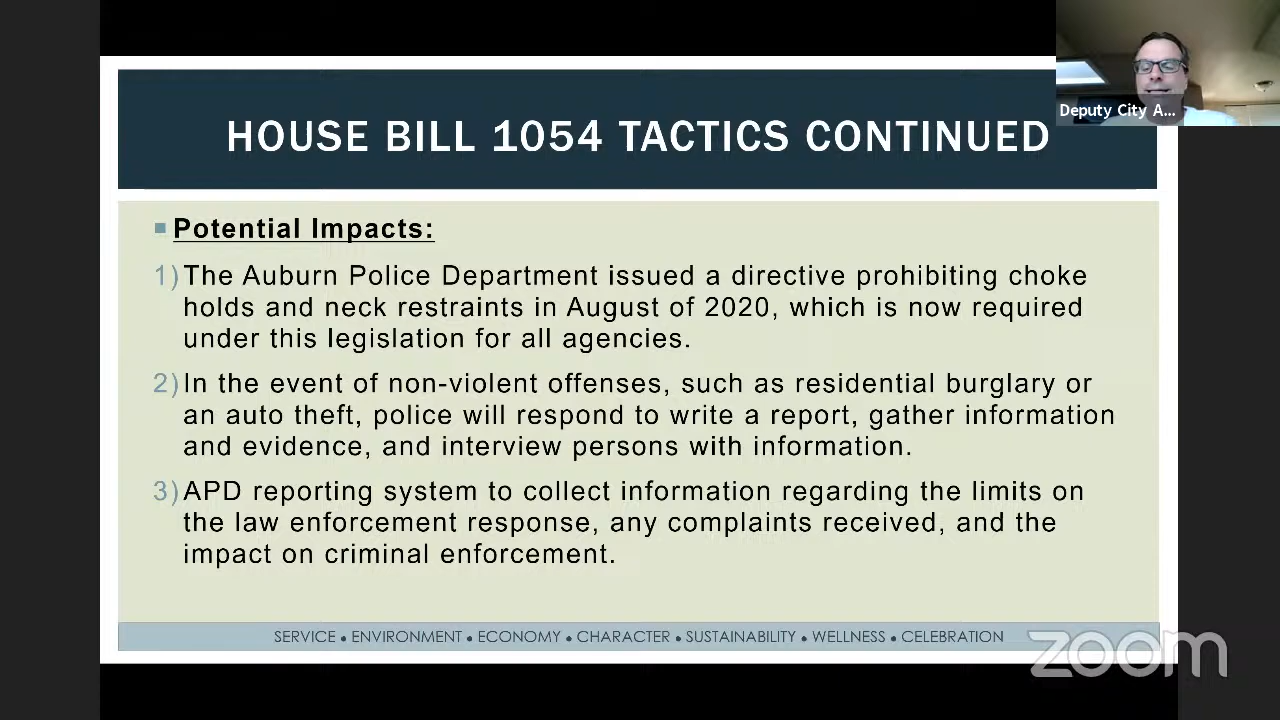 HOUSE BILL 1054 TACTICS CONTINUED
Deputy City A...
Potential Impacts:
1) The Auburn Police Department issued a directive prohibiting choke
holds and neck restraints in August of 2020, which is now required
under this legislation for all agencies.
2) In the event of non-violent offenses, such as residential burglary or
an auto theft, police will respond to write a report, gather information
and evidence, and interview persons with information.
3) APD reporting system to collect information regarding the limits on
the law enforcement response, any complaints received, and the
impact on criminal enforcement.
SERVICE • ENVIRONMENT • ECONOMY • CHARACTER • SUSTAINABILITY • WELLNESS • CELEBRATION
zoom